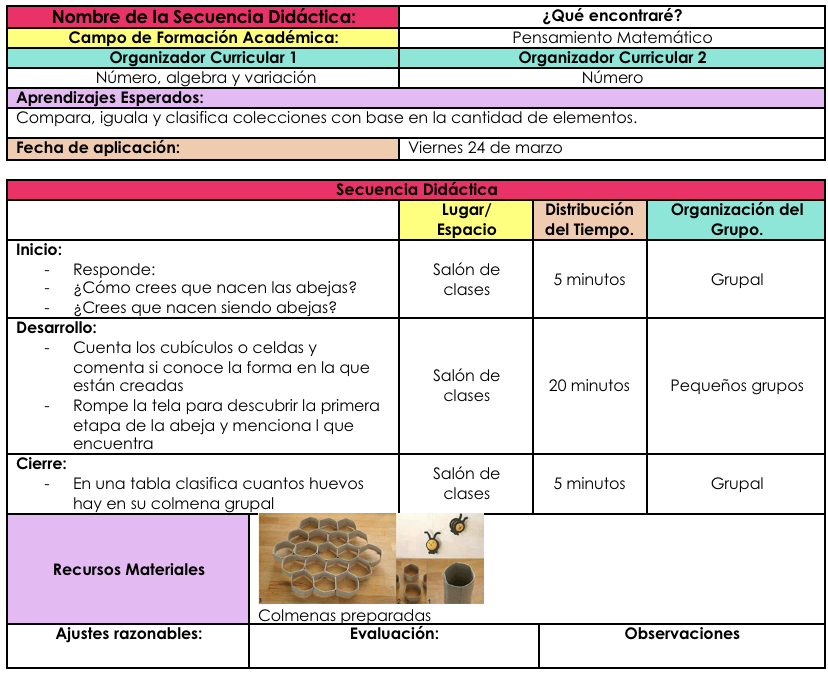 Nombre de la Secuencia Didáctica: ¿Qué encontraré?
Campo de Formación Académica: Pensamiento Matemático
Organizador Curricular 1 Organizador Curricular 2
Número, algebra y variación Número
Aprendizajes Esperados:
Compara, iguala y clasifica colecciones con base en la cantidad de elementos.
Fecha de aplicación: Viernes 24 de marzo
Secuencia Didáctica
Lugar/
Espacio
Distribución
del Tiempo.
Organización del
Grupo.
Inicio:
- Responde:
- ¿Cómo crees que nacen las abejas?
- ¿Crees que nacen siendo abejas?
Salón de
clases
5 minutos
Grupal
Desarrollo:
- Cuenta los cubículos o celdas y
comenta si conoce la forma en la que
están creadas
- Rompe la tela para descubrir la primera
etapa de la abeja y menciona l que
encuentra
Salón de
clases
20 minutos
Pequeños grupos
Cierre:
- En una tabla clasifica cuantos huevos
hay en su colmena grupal
Salón de
clases
5 minutos
Grupal
Recursos Materiales
Colmenas preparadas
Ajustes razonables: Evaluación: Observaciones